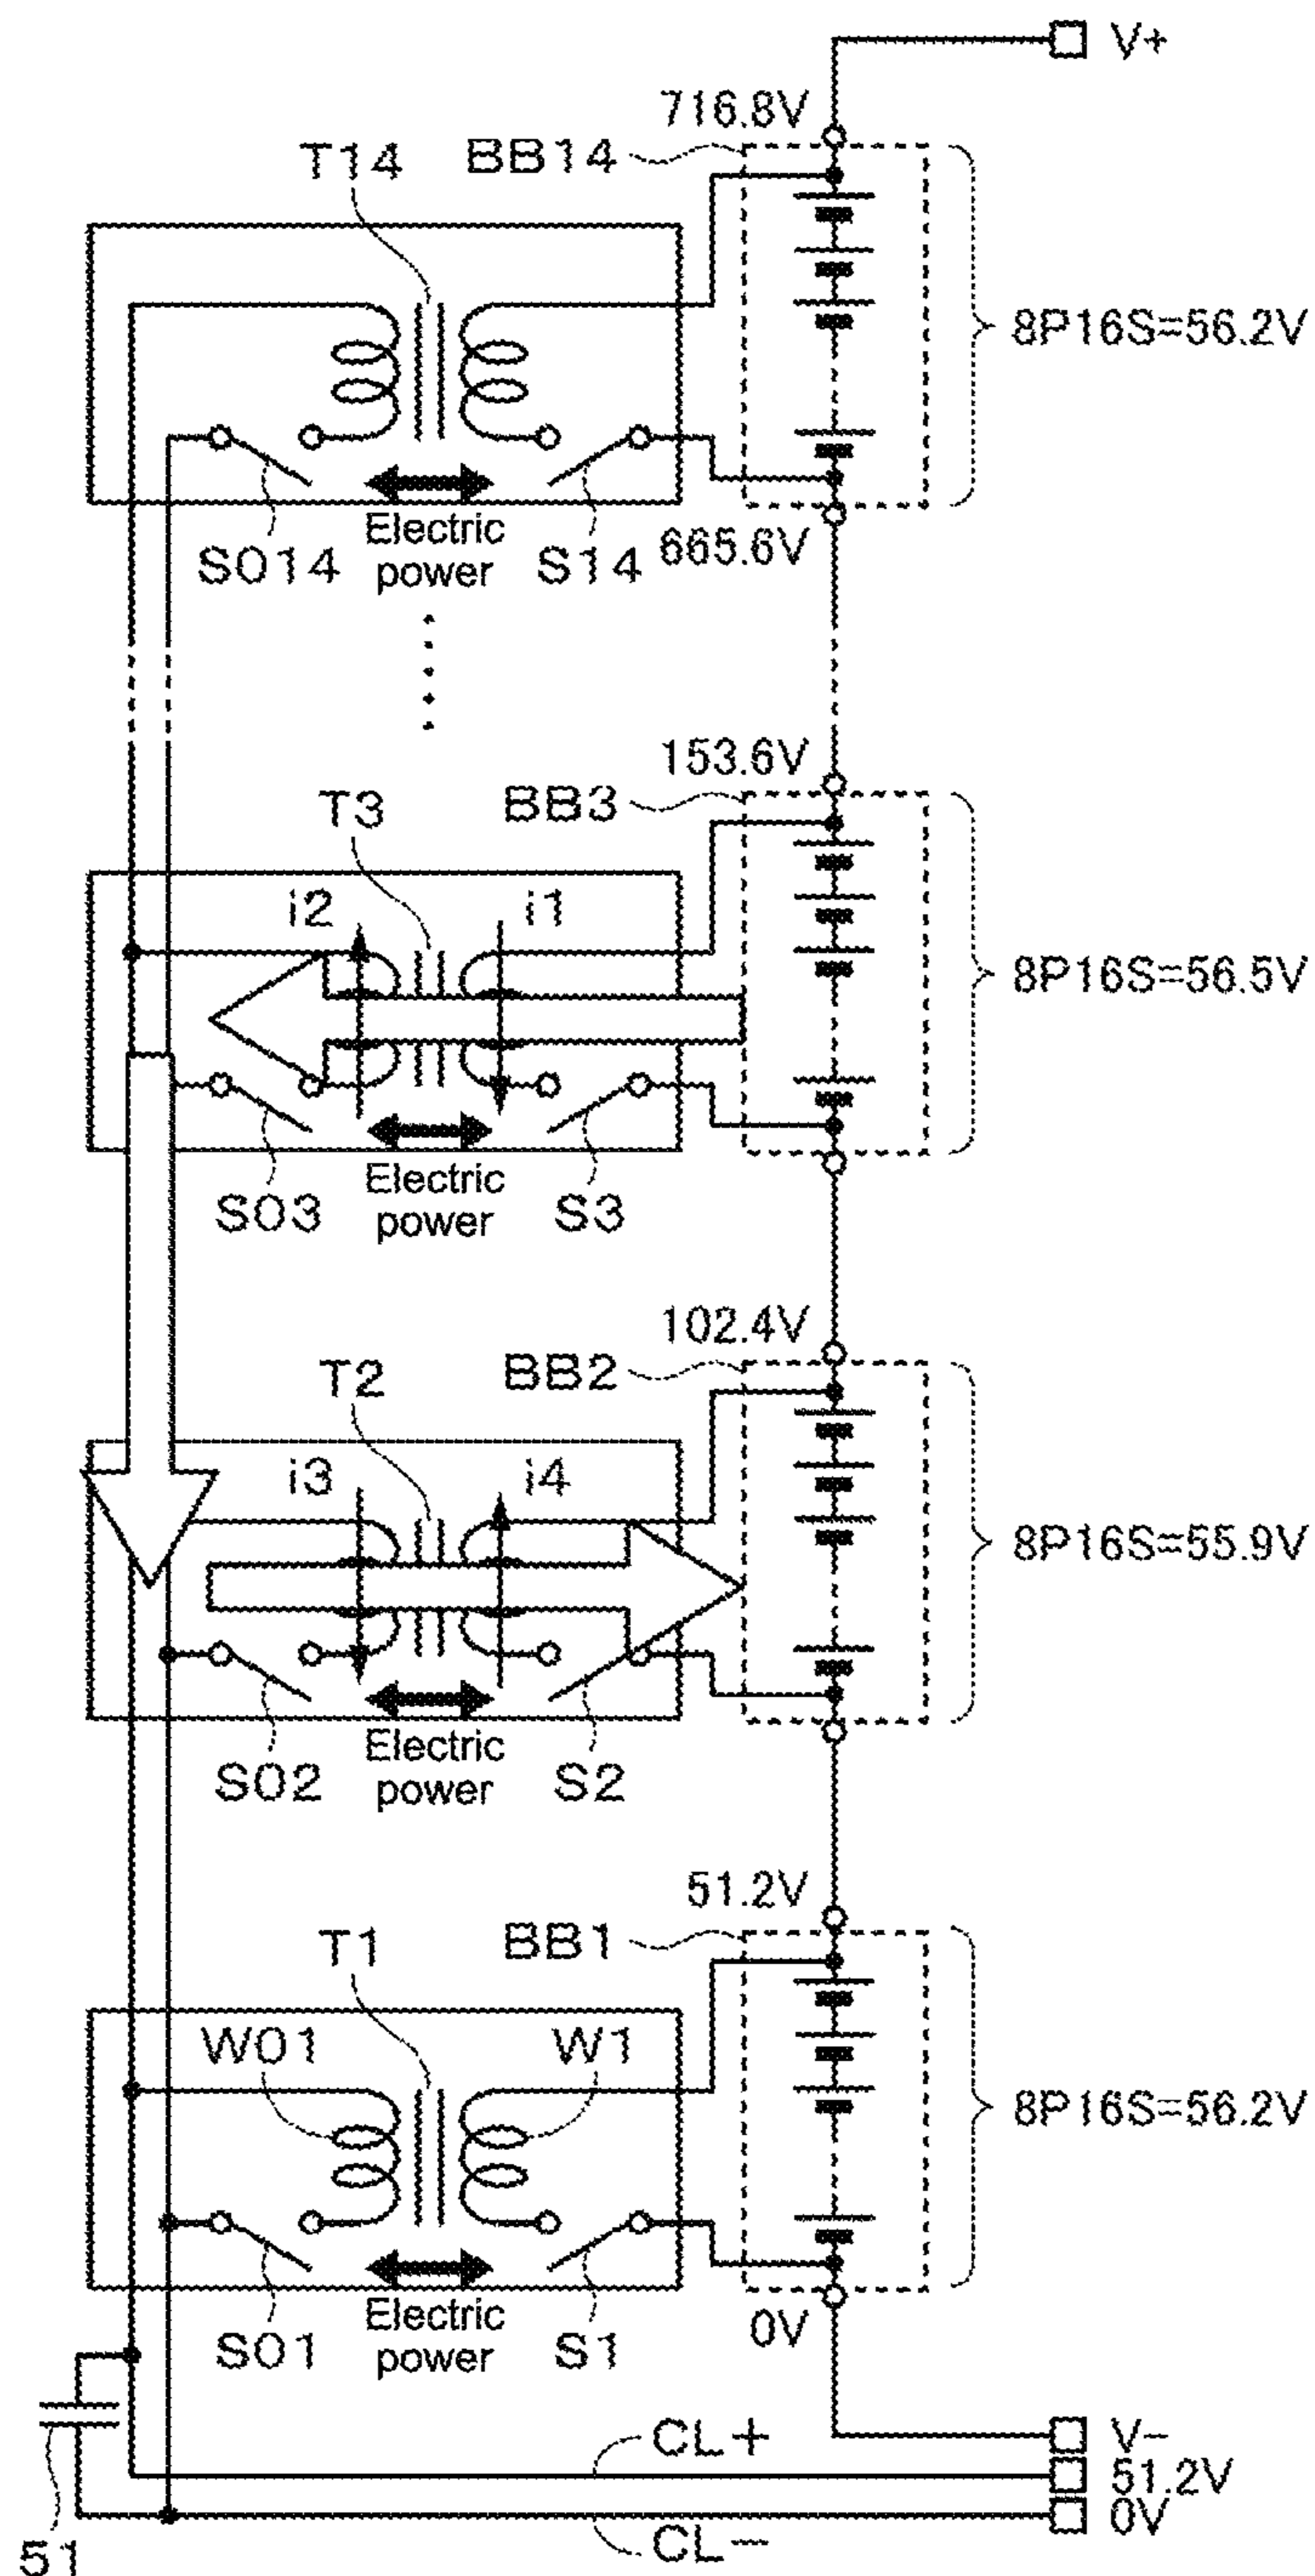 V+
716.8V
T14
BB14
8P16S=56.2V
SO14
Electric
power
S14
665.6V
153.6V
T3
BB3
i2
i1
8P16S=56.5V
SO3
Electric
power
S3
102.4V
T2
BB2
i3
i4
8P16S=55.9V
SO2
Electric
power
S2
51.2V
T1
BB1
WO1
W1
8P16S=56.2V
SO1
Electric
power
S1
0V
CL+
V-
51.2V
0V
CL-
51